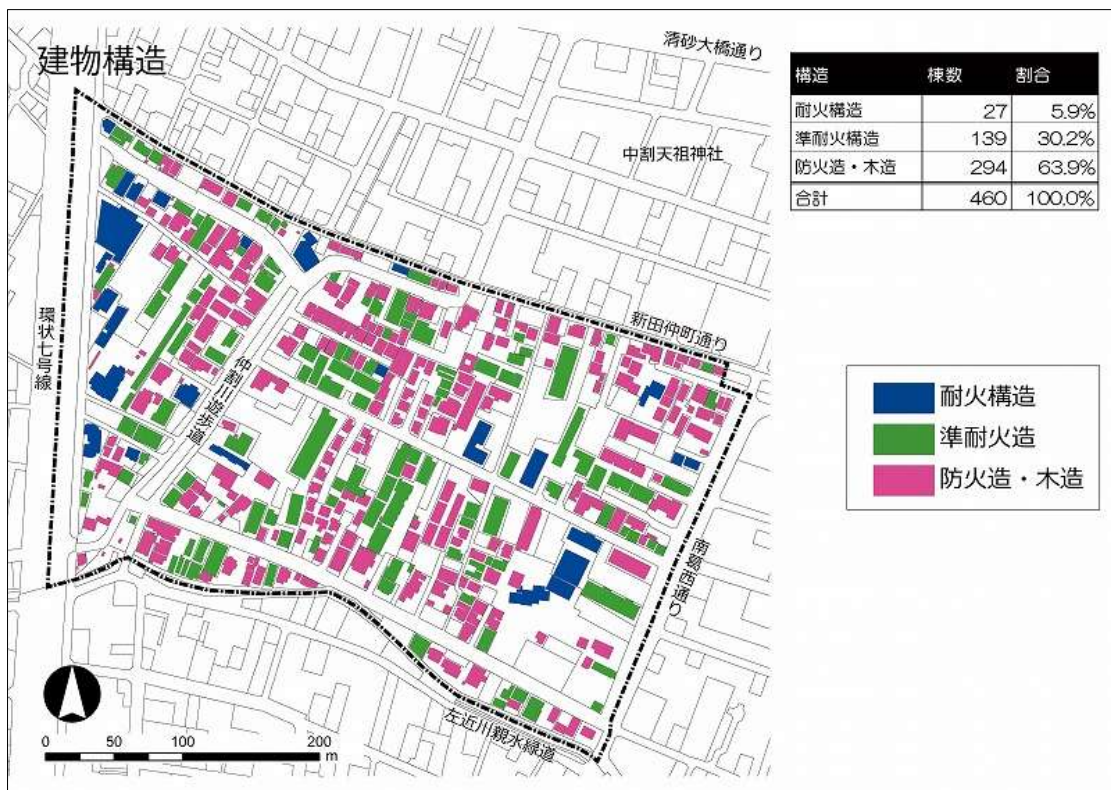 建物構造
清砂大橋通り
中割天祖神社
構造 棟数 割合
耐火構造 27 5.9%
準耐火構造 139 30.2%
防火造・木造 294 63.9%
合計 460 100.0%
環状七号線
仲割川遊歩道
新田仲町通り
南葛西通り
左近川親水緑道
耐火構造
準耐火造
防火造・木造
0 50 100 200
m